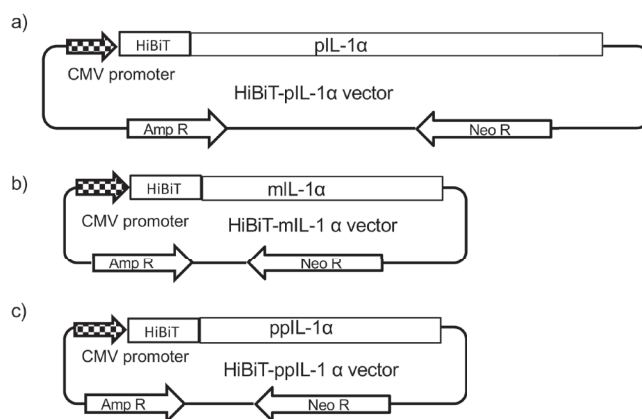 a)
HiBiT pIL-1α
CMV promoter
HiBiT-pIL-1α vector
Amp R Neo R
b)
HiBiT mIL-1α
CMV promoter HiBiT-mIL-1 α vector
Amp R Neo R
c)
HiBiT ppIL-1α
CMV promoter
HiBiT-ppIL-1 α vector
Amp R Neo R